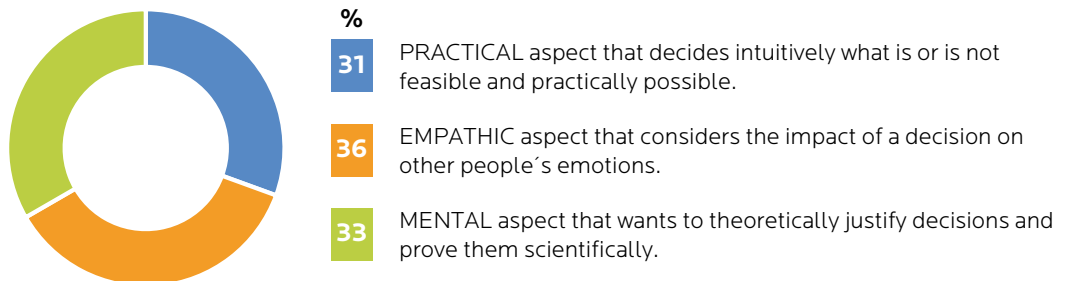 %
31
PRACTICAL aspect that decides intuitively what is or is not
feasible and practically possible.
36
EMPATHIC aspect that considers the impact of a decision on
other people´s emotions.
33
MENTAL aspect that wants to theoretically justify decisions and
prove them scientifically.